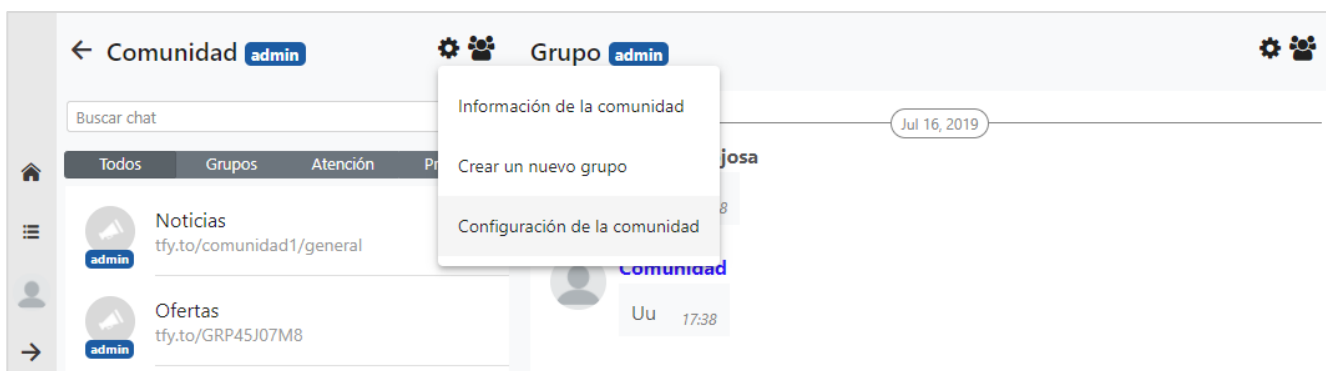 Comunidad admin
Grupo admin
Información de la comunidad
Buscar chat
Jul 16, 2019
Todos Grupos Atención
Crear un nuevo grupo
Noticias
tfy.to/comunidad1/general
admin
Configuración de la comunidad
Comunidad
Ofertas
tfy.to/GRP45J07M8
admin
Uu 17:38